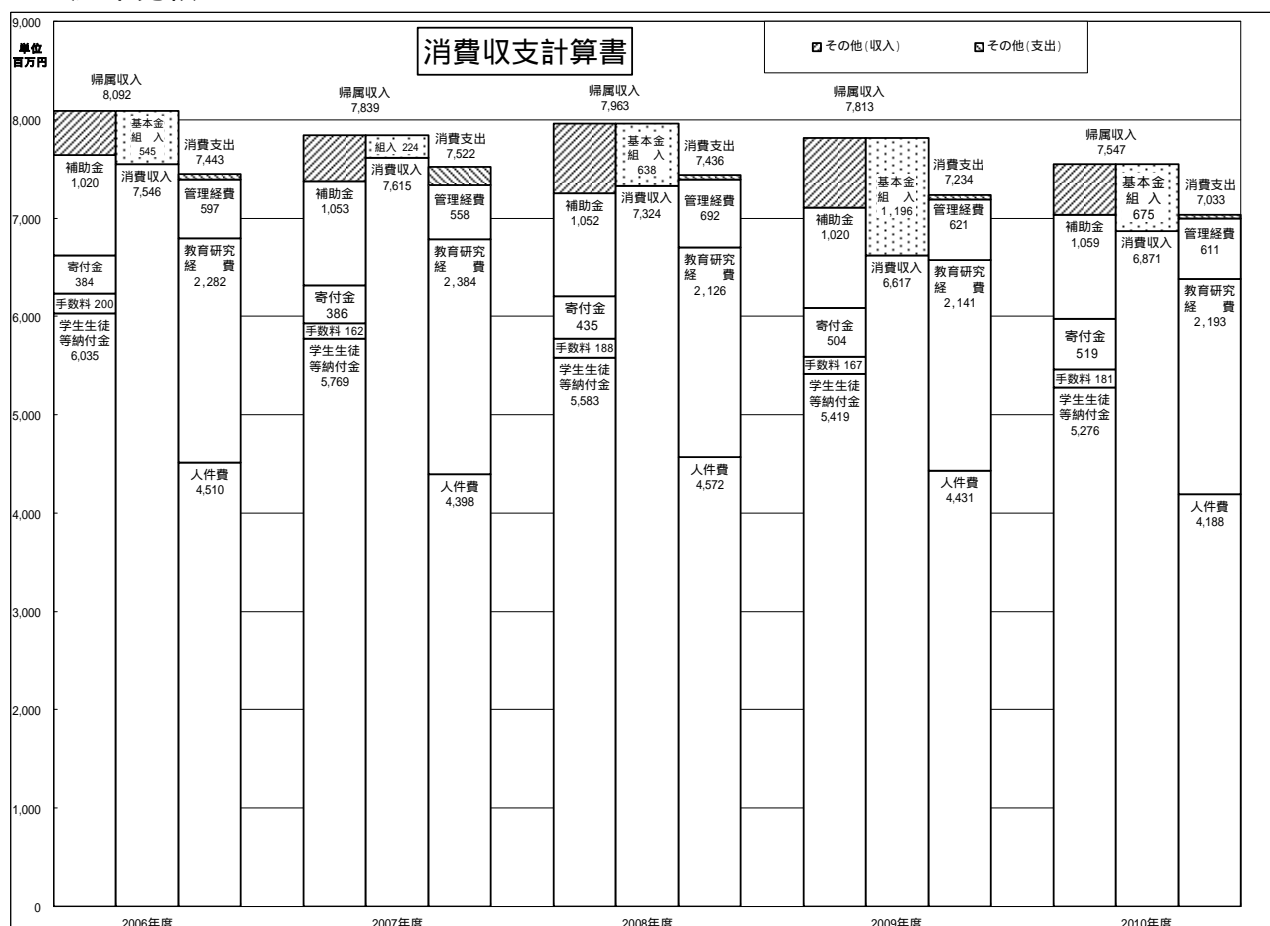 9,000
単位
百万円
消費収支計算書
その他(収入)
その他(支出)
8,000
7,000
6,000
5,000
4,000
3,000
2,000
1,000
0
帰属収入
8,092
補助金
1,020
寄付金
384
手数料 200
学生生徒
等納付金
6,035
基本金
組 入
545
消費収入
7,546
消費支出
7,443
管理経費
597
教育研究
経 費
2,282
人件費
4,510
2006年度
帰属収入
7,839
補助金
1,053
寄付金
386
手数料 162
学生生徒
等納付金
5,769
組入 224
消費収入
7,615
消費支出
7,522
管理経費
558
教育研究
経 費
2,384
人件費
4,398
2007年度
帰属収入
7,963
補助金
1,052
寄付金
435
手数料 188
学生生徒
等納付金
5,583
基本金
組 入
638
消費収入
7,324
消費支出
7,436
管理経費
692
教育研究
経 費
2,126
人件費
4,572
2008年度
帰属収入
7,813
補助金
1,020
寄付金
504
手数料 167
学生生徒
等納付金
5,419
基本金
組 入
1,196
消費収入
6,617
消費支出
7,234
管理経費
621
教育研究
経 費
2,141
人件費
4,431
2009年度
帰属収入
7,547
補助金
1,059
寄付金
519
手数料 181
学生生徒
等納付金
5,276
基本金
組 入
675
消費収入
6,871
消費支出
7,033
管理経費
611
教育研究
経 費
2,193
人件費
4,188
2010年度